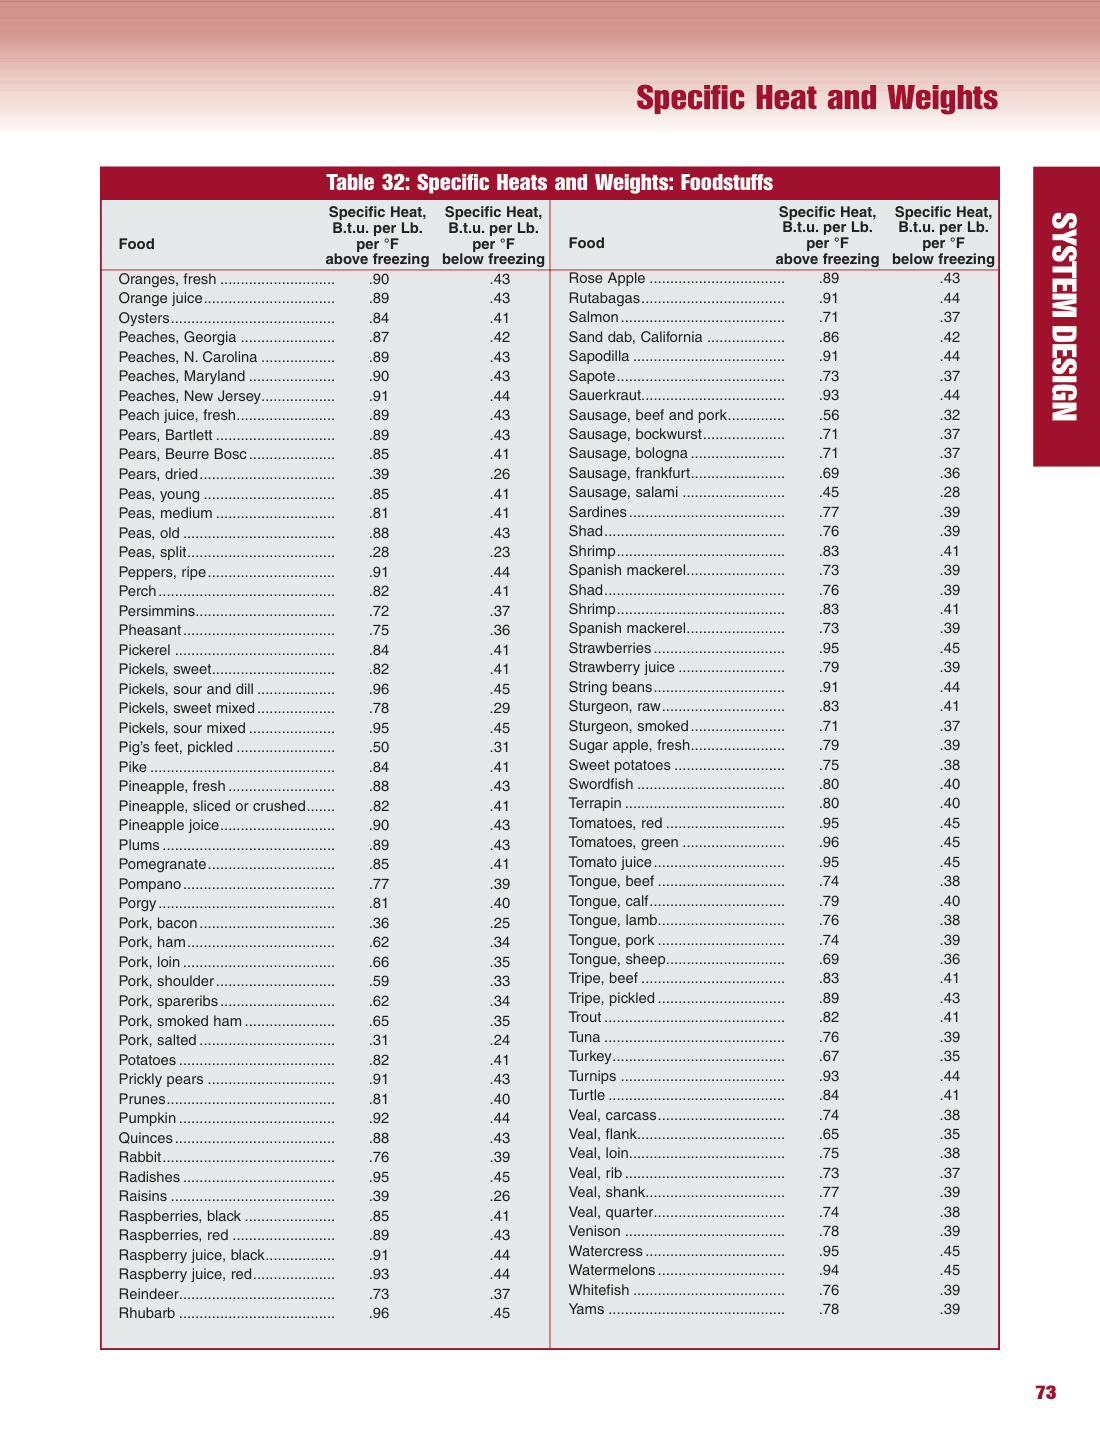 Specific Heat and Weights
SYSTEM DESIGN
Table 32: Specific Heats and Weights: Foodstuffs
Specific Heat, Specific Heat,
B.t.u. per Lb. B.t.u. per Lb.
Food per °F per °F
above freezing below freezing
Oranges, fresh ............................ .90 .43
Orange juice................................ .89 .43
Oysters........................................ .84 .41
Peaches, Georgia ....................... .87 .42
Peaches, N. Carolina .................. .89 .43
Peaches, Maryland ..................... .90 .43
Peaches, New Jersey.................. .91 .44
Peach juice, fresh........................ .89 .43
Pears, Bartlett ............................. .89 .43
Pears, Beurre Bosc ..................... .85 .41
Pears, dried................................. .39 .26
Peas, young ................................ .85 .41
Peas, medium ............................. .81 .41
Peas, old ..................................... .88 .43
Peas, split.................................... .28 .23
Peppers, ripe............................... .91 .44
Perch........................................... .82 .41
Persimmins.................................. .72 .37
Pheasant..................................... .75 .36
Pickerel ....................................... .84 .41
Pickels, sweet.............................. .82 .41
Pickels, sour and dill ................... .96 .45
Pickels, sweet mixed................... .78 .29
Pickels, sour mixed ..................... .95 .45
Pig’s feet, pickled ........................ .50 .31
Pike ............................................. .84 .41
Pineapple, fresh .......................... .88 .43
Pineapple, sliced or crushed....... .82 .41
Pineapple joice............................ .90 .43
Plums .......................................... .89 .43
Pomegranate............................... .85 .41
Pompano..................................... .77 .39
Porgy........................................... .81 .40
Pork, bacon................................. .36 .25
Pork, ham.................................... .62 .34
Pork, loin ..................................... .66 .35
Pork, shoulder............................. .59 .33
Pork, spareribs............................ .62 .34
Pork, smoked ham ...................... .65 .35
Pork, salted ................................. .31 .24
Potatoes ...................................... .82 .41
Prickly pears ............................... .91 .43
Prunes......................................... .81 .40
Pumpkin ...................................... .92 .44
Quinces....................................... .88 .43
Rabbit.......................................... .76 .39
Radishes ..................................... .95 .45
Raisins ........................................ .39 .26
Raspberries, black ...................... .85 .41
Raspberries, red ......................... .89 .43
Raspberry juice, black................. .91 .44
Raspberry juice, red.................... .93 .44
Reindeer...................................... .73 .37
Rhubarb ...................................... .96 .45
Specific Heat, Specific Heat,
B.t.u. per Lb. B.t.u. per Lb.
Food per °F per °F
above freezing below freezing
Rose Apple ................................. .89 .43
Rutabagas................................... .91 .44
Salmon........................................ .71 .37
Sand dab, California ................... .86 .42
Sapodilla ..................................... .91 .44
Sapote......................................... .73 .37
Sauerkraut................................... .93 .44
Sausage, beef and pork.............. .56 .32
Sausage, bockwurst.................... .71 .37
Sausage, bologna ....................... .71 .37
Sausage, frankfurt....................... .69 .36
Sausage, salami ......................... .45 .28
Sardines...................................... .77 .39
Shad............................................ .76 .39
Shrimp......................................... .83 .41
Spanish mackerel........................ .73 .39
Shad............................................ .76 .39
Shrimp......................................... .83 .41
Spanish mackerel........................ .73 .39
Strawberries................................ .95 .45
Strawberry juice .......................... .79 .39
String beans................................ .91 .44
Sturgeon, raw.............................. .83 .41
Sturgeon, smoked....................... .71 .37
Sugar apple, fresh....................... .79 .39
Sweet potatoes ........................... .75 .38
Swordfish .................................... .80 .40
Terrapin ....................................... .80 .40
Tomatoes, red ............................. .95 .45
Tomatoes, green ......................... .96 .45
Tomato juice................................ .95 .45
Tongue, beef ............................... .74 .38
Tongue, calf................................. .79 .40
Tongue, lamb............................... .76 .38
Tongue, pork ............................... .74 .39
Tongue, sheep............................. .69 .36
Tripe, beef ................................... .83 .41
Tripe, pickled ............................... .89 .43
Trout ............................................ .82 .41
Tuna ............................................ .76 .39
Turkey.......................................... .67 .35
Turnips ........................................ .93 .44
Turtle ........................................... .84 .41
Veal, carcass............................... .74 .38
Veal, flank.................................... .65 .35
Veal, loin...................................... .75 .38
Veal, rib ....................................... .73 .37
Veal, shank.................................. .77 .39
Veal, quarter................................ .74 .38
Venison ....................................... .78 .39
Watercress .................................. .95 .45
Watermelons ............................... .94 .45
Whitefish ..................................... .76 .39
Yams ........................................... .78 .39
73